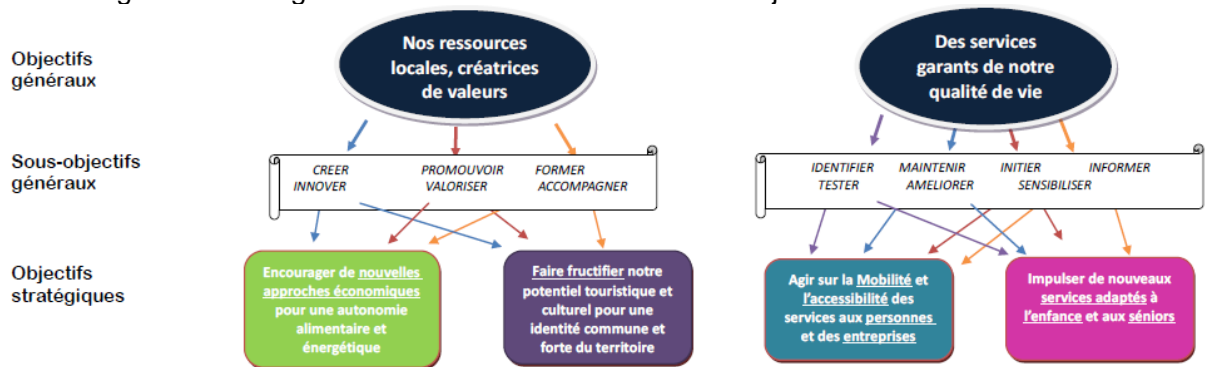 Objectifs
généraux
Nos ressources
locales, créatrices
de valeurs
Des services
garants de notre
qualité de vie
Sous-objectifs
généraux
CREER PROMOUVOIR FORMER
INNOVER VALORISER ACCOMPAGNER
IDENTIFIER MAINTENIR INITIER INFORMER
TESTER AMELIORER SENSIBILISER
Objectifs
stratégiques
Encourager de nouvelles
approches économiques
pour une autonomie
alimentaire et
énergétique
Faire fructifier notre
potentiel touristique et
culturel pour une
identité commune et
forte du territoire
Agir sur la Mobilité et
l'accessibilité des
services aux personnes
et des entreprises
Impulser de nouveaux
services adaptés à
l'enfance et aux séniors